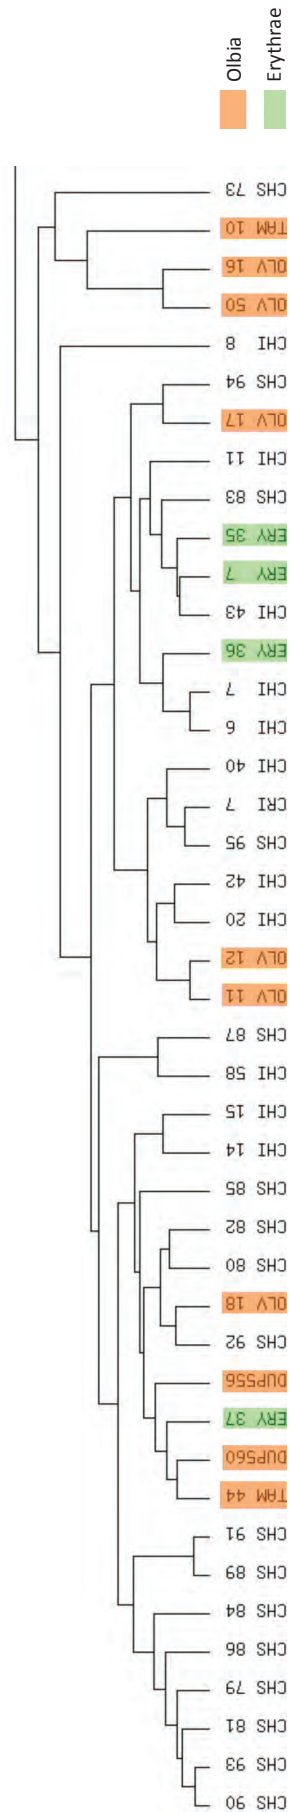 Olbia
Erythrae
CHS 73
TAM 10
OLV 16
OLV 50
CHI 8
CHS 94
OLV 17
CHI 11
CHS 83
ERY 35
ERY 7
CHI 43
ERY 36
CHI 7
CHI 6
CHI 40
CRI 7
CHS 95
CHI 42
CHI 20
OLV 12
OLV 11
CHS 87
CHI 58
CHI 15
CHI 14
CHS 85
CHS 82
CHS 80
OLV 18
CHS 92
DUP556
ERY 37
DUP560
TAM 44
CHS 91
CHS 89
CHS 84
CHS 86
CHS 79
CHS 81
CHS 93
CHS 90